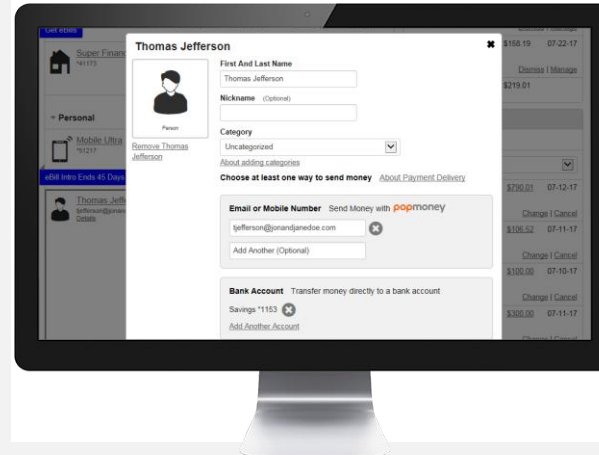 Get eBills
Super Financ
*41173
Personal
Mobile Ultra
*91217
eBill Intro Ends 45 Days
Thomas Jeff
tjefferson@jonand
Details
Thomas Jefferson
Person
Remove Thomas
Jefferson
First And Last Name
Thomas Jefferson
Nickname (Optional)
Category
Uncategorized
About adding categories
Choose at least one way to send money About Payment Delivery
Email or Mobile Number Send Money with popmoney
tjefferson@jonandjanedoe.com
Add Another (Optional)
Bank Account Transfer money directly to a bank account
Savings *1153
Add Another Account
$168.19 07-22-17
Dismiss | Manage
$219.01
$790.01 07-12-17
Change | Cancel
$106.52 07-11-17
Change | Cancel
$100.00 07-10-17
Change | Cancel
$300.00 07-11-17